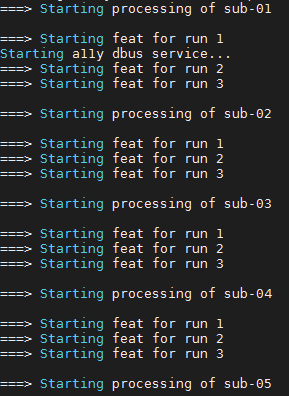 ===> Starting processing of sub-01
===> Starting feat for run 1
Starting a11y dbus service...
===> Starting feat for run 2
===> Starting feat for run 3
===> Starting processing of sub-02
===> Starting feat for run 1
===> Starting feat for run 2
===> Starting feat for run 3
===> Starting processing of sub-03
===> Starting feat for run 1
===> Starting feat for run 2
===> Starting feat for run 3
===> Starting processing of sub-04
===> Starting feat for run 1
===> Starting feat for run 2
===> Starting feat for run 3
===> Starting processing of sub-05